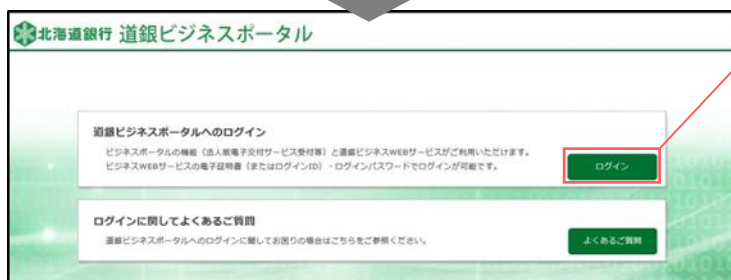 北海道銀行 道銀ビジネスポータル
道銀ビジネスポータルへのログイン
ビジネスポータルの機能（法人版電子交付サービス受付等）と道銀ビジネスWEBサービスがご利用いただけます。
ビジネスWEBサービスの電子証明書（またはログインID）・ログインパスワードでログインが可能です。
ログイン
ログインに関してよくあるご質問
道銀ビジネスポータルへのログインに関してお困りの場合はこちらをご参照ください。
よくあるご質問